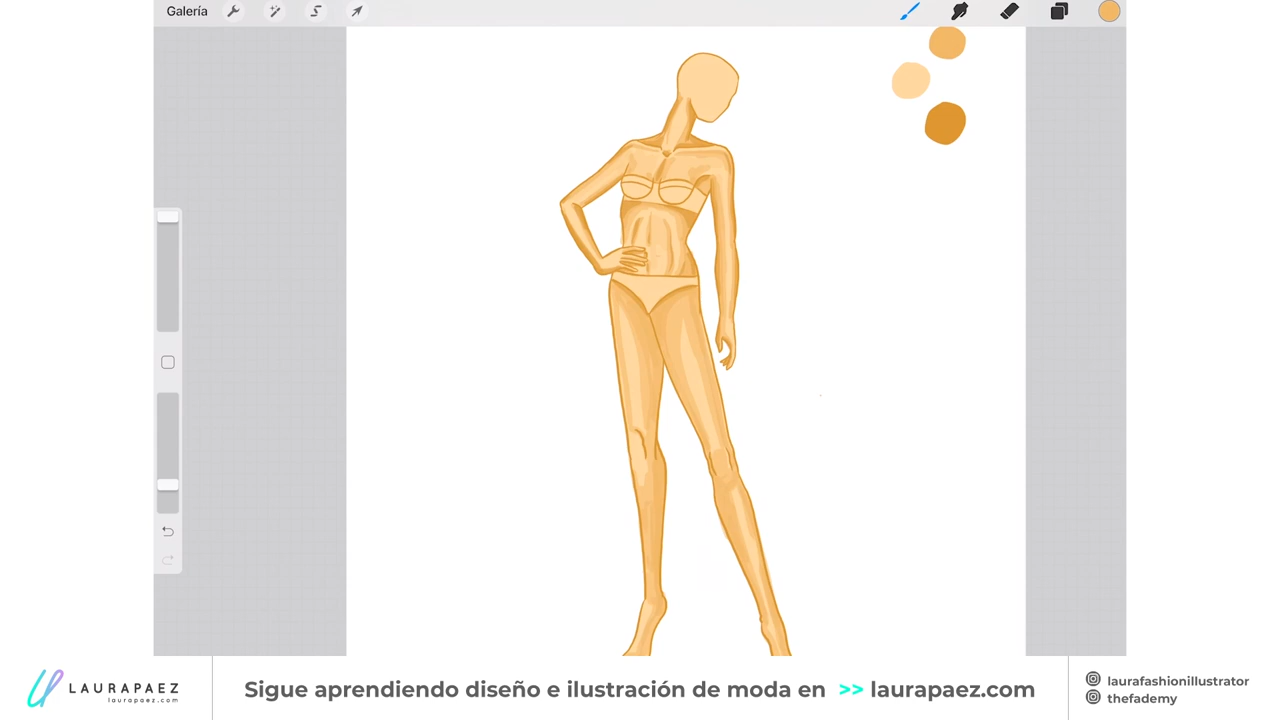 Galería
LAURAPAEZ
laurapaez.com
Sigue aprendiendo diseño e ilustración de moda en >> laurapaez.com
laurafashionillustrator
thefademy